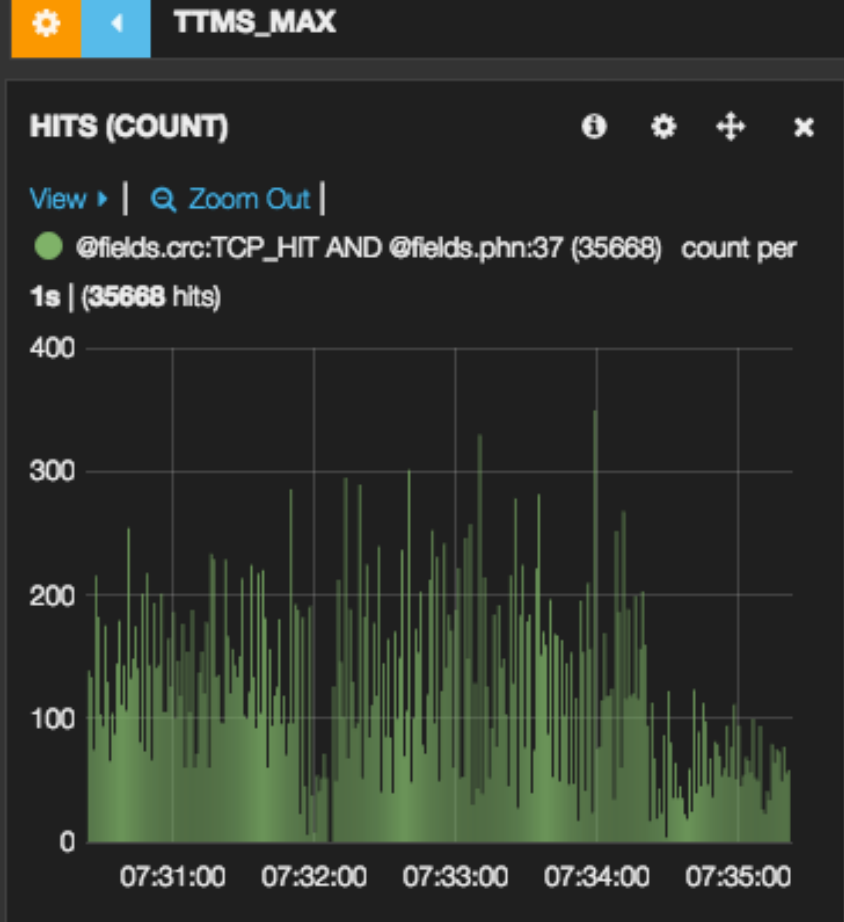 TTMS_MAX
HITS (COUNT)
View | Zoom Out |
@fields.crc:TCP_HIT AND @fields.phn:37 (35668) count per
1s | (35668 hits)
400
300
200
100
0
07:31:00 07:32:00 07:33:00 07:34:00 07:35:00